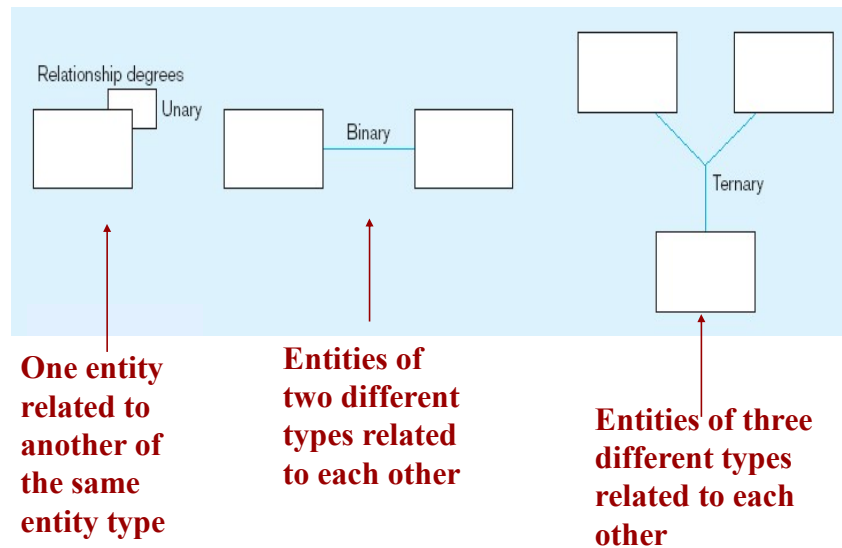 Relationship degrees
Unary
Binary
Ternary
One entity
related to
another of
the same
entity type
Entities of
two different
types related
to each other
Entities of three
different types
related to each
other